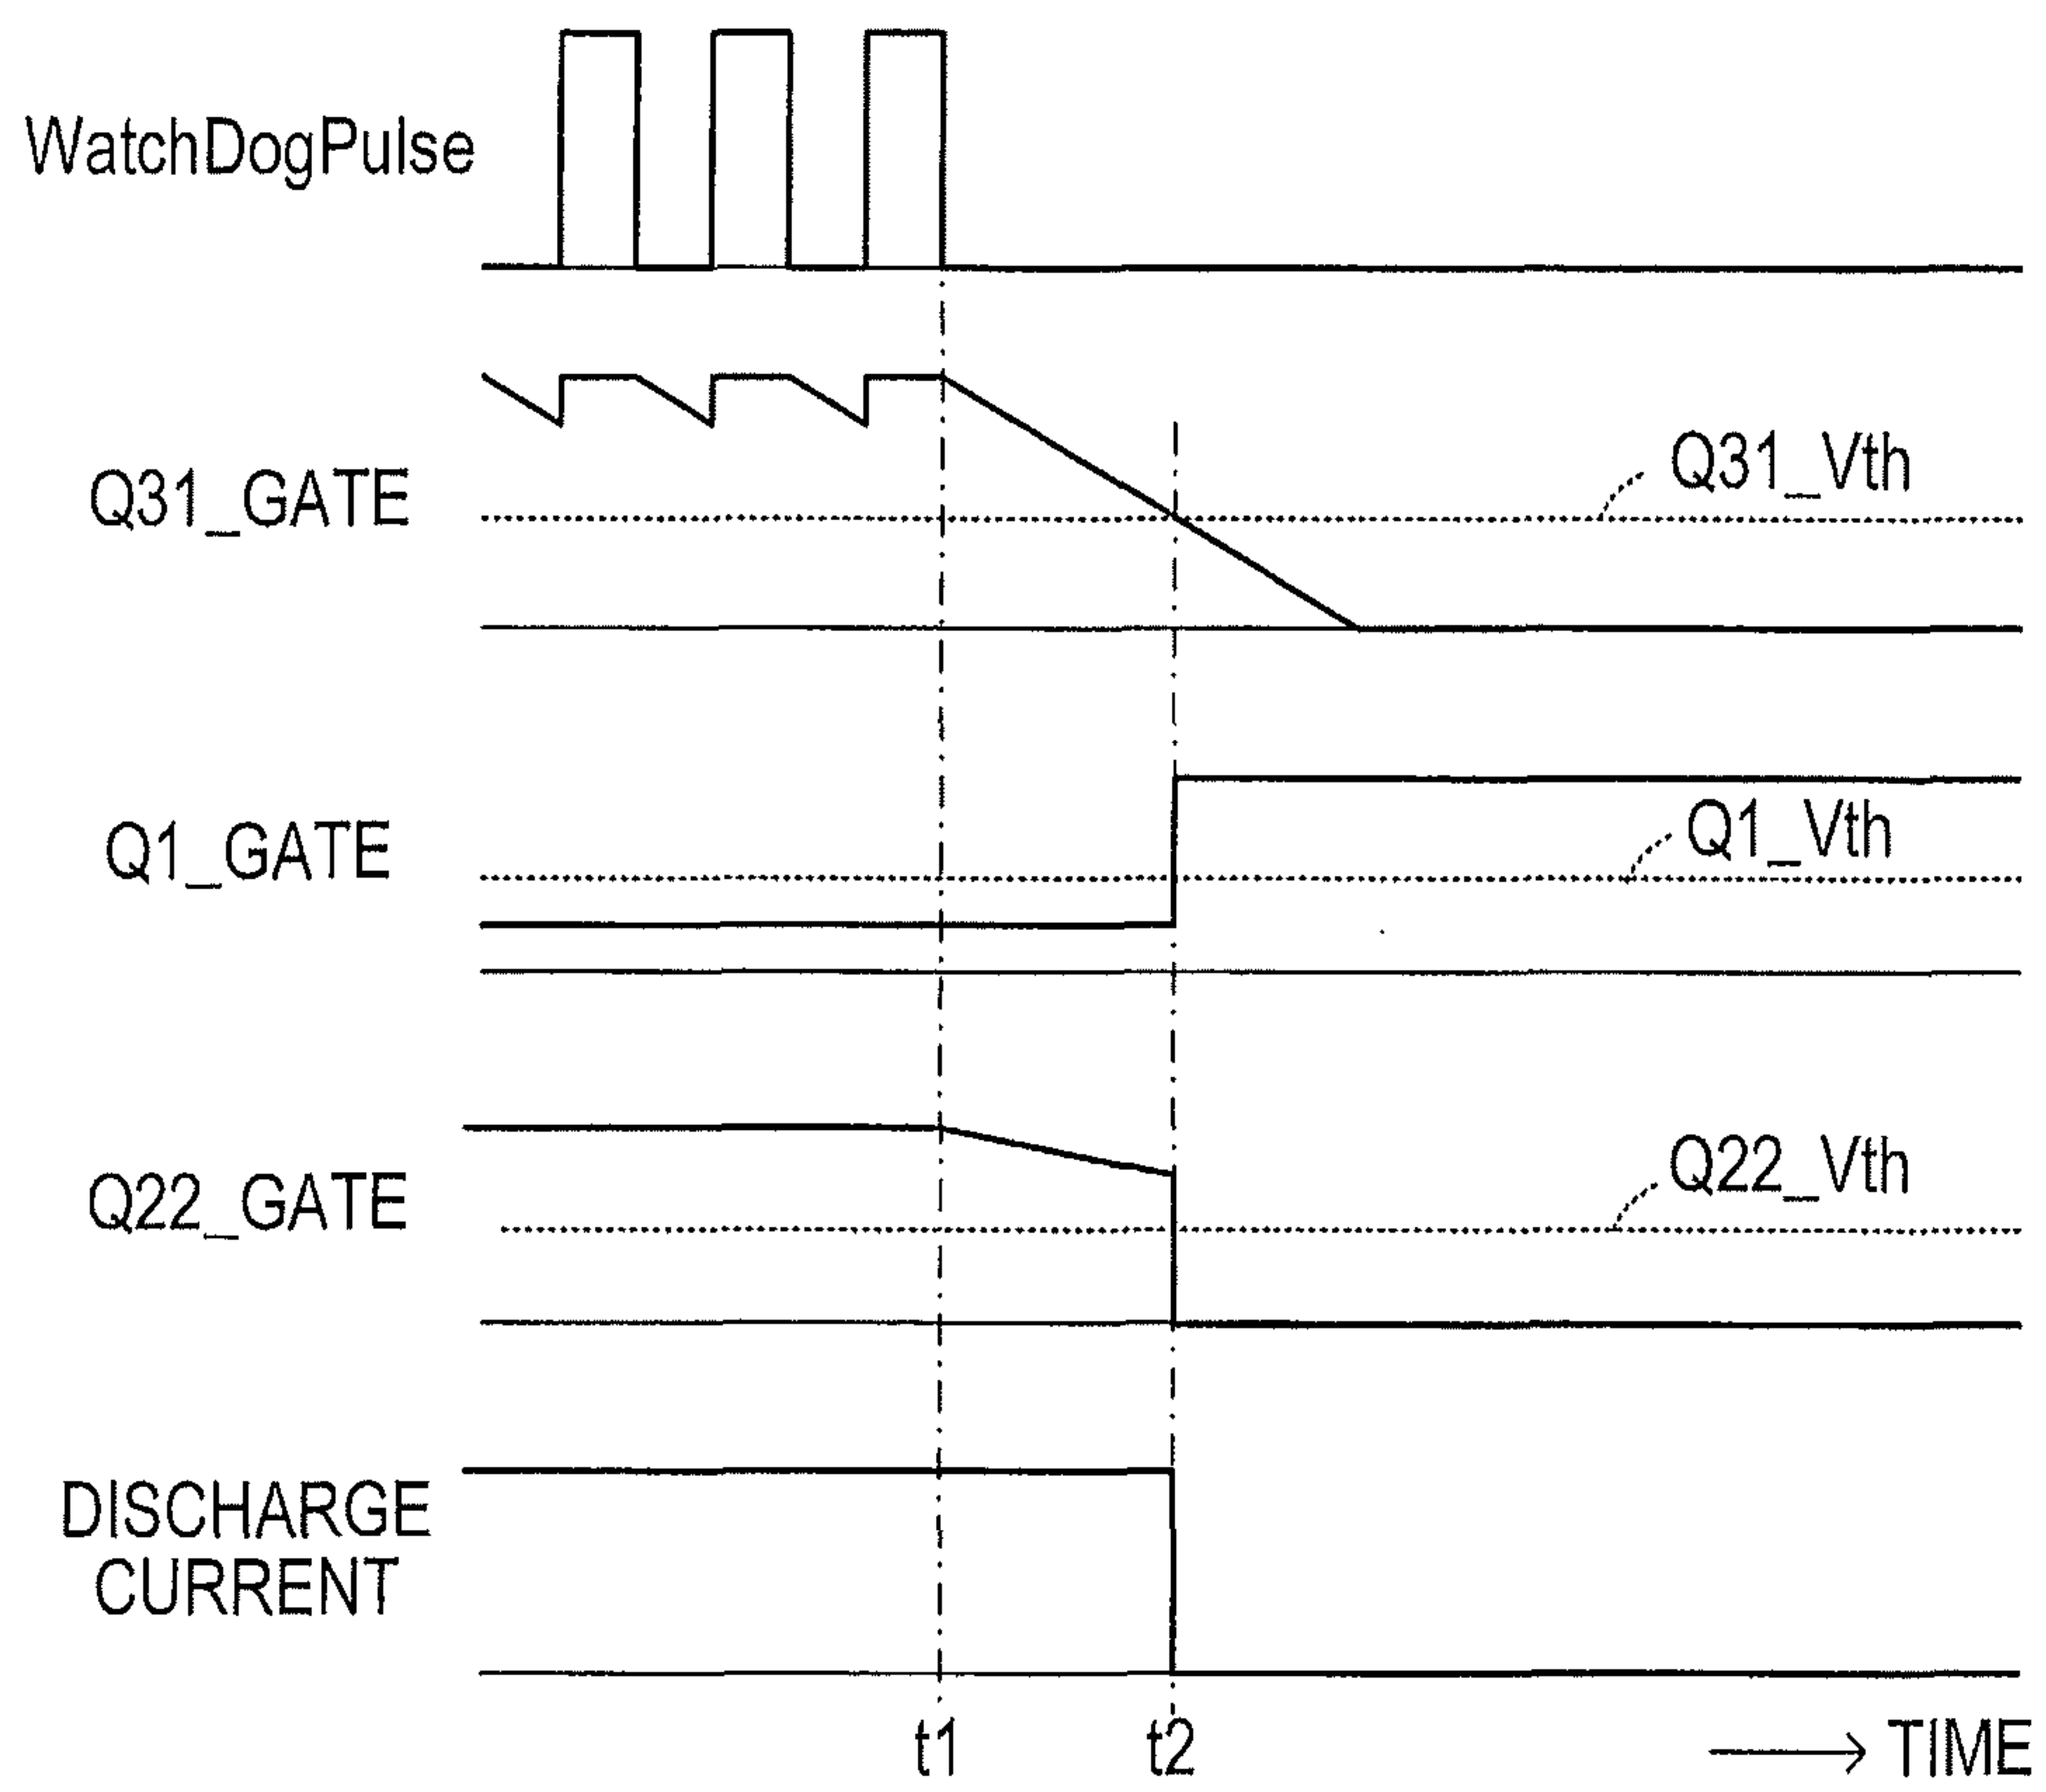 WatchDogPulse
Q31_Vth
Q31_GATE
Q1_Vth
Q1_GATE
Q22_Vth
Q22_GATE
DISCHARGE
CURRENT
t1
t2
TIME